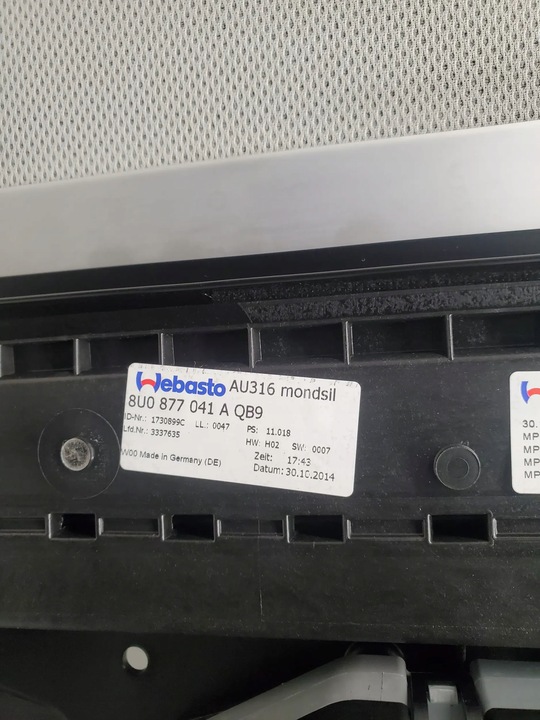 Webasto AU316 mondsil
8U0 877 041 A QB9
ID-Nr.: 1730899C LL.: 0047 PS: 11.018
Lfd.Nr.: 3337635 HW: H02 SW: 0007
Zeit: 17:43
W00 Made in Germany (DE) Datum: 30.10.2014
30.
MP
MP
MP
MP